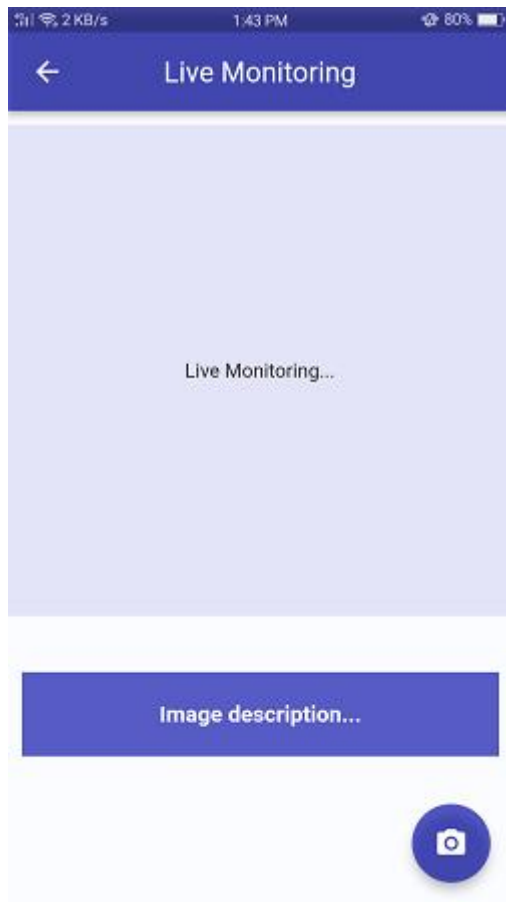 2 KB/s 1:43 PM 80%
Live Monitoring
Live Monitoring...
Image description...